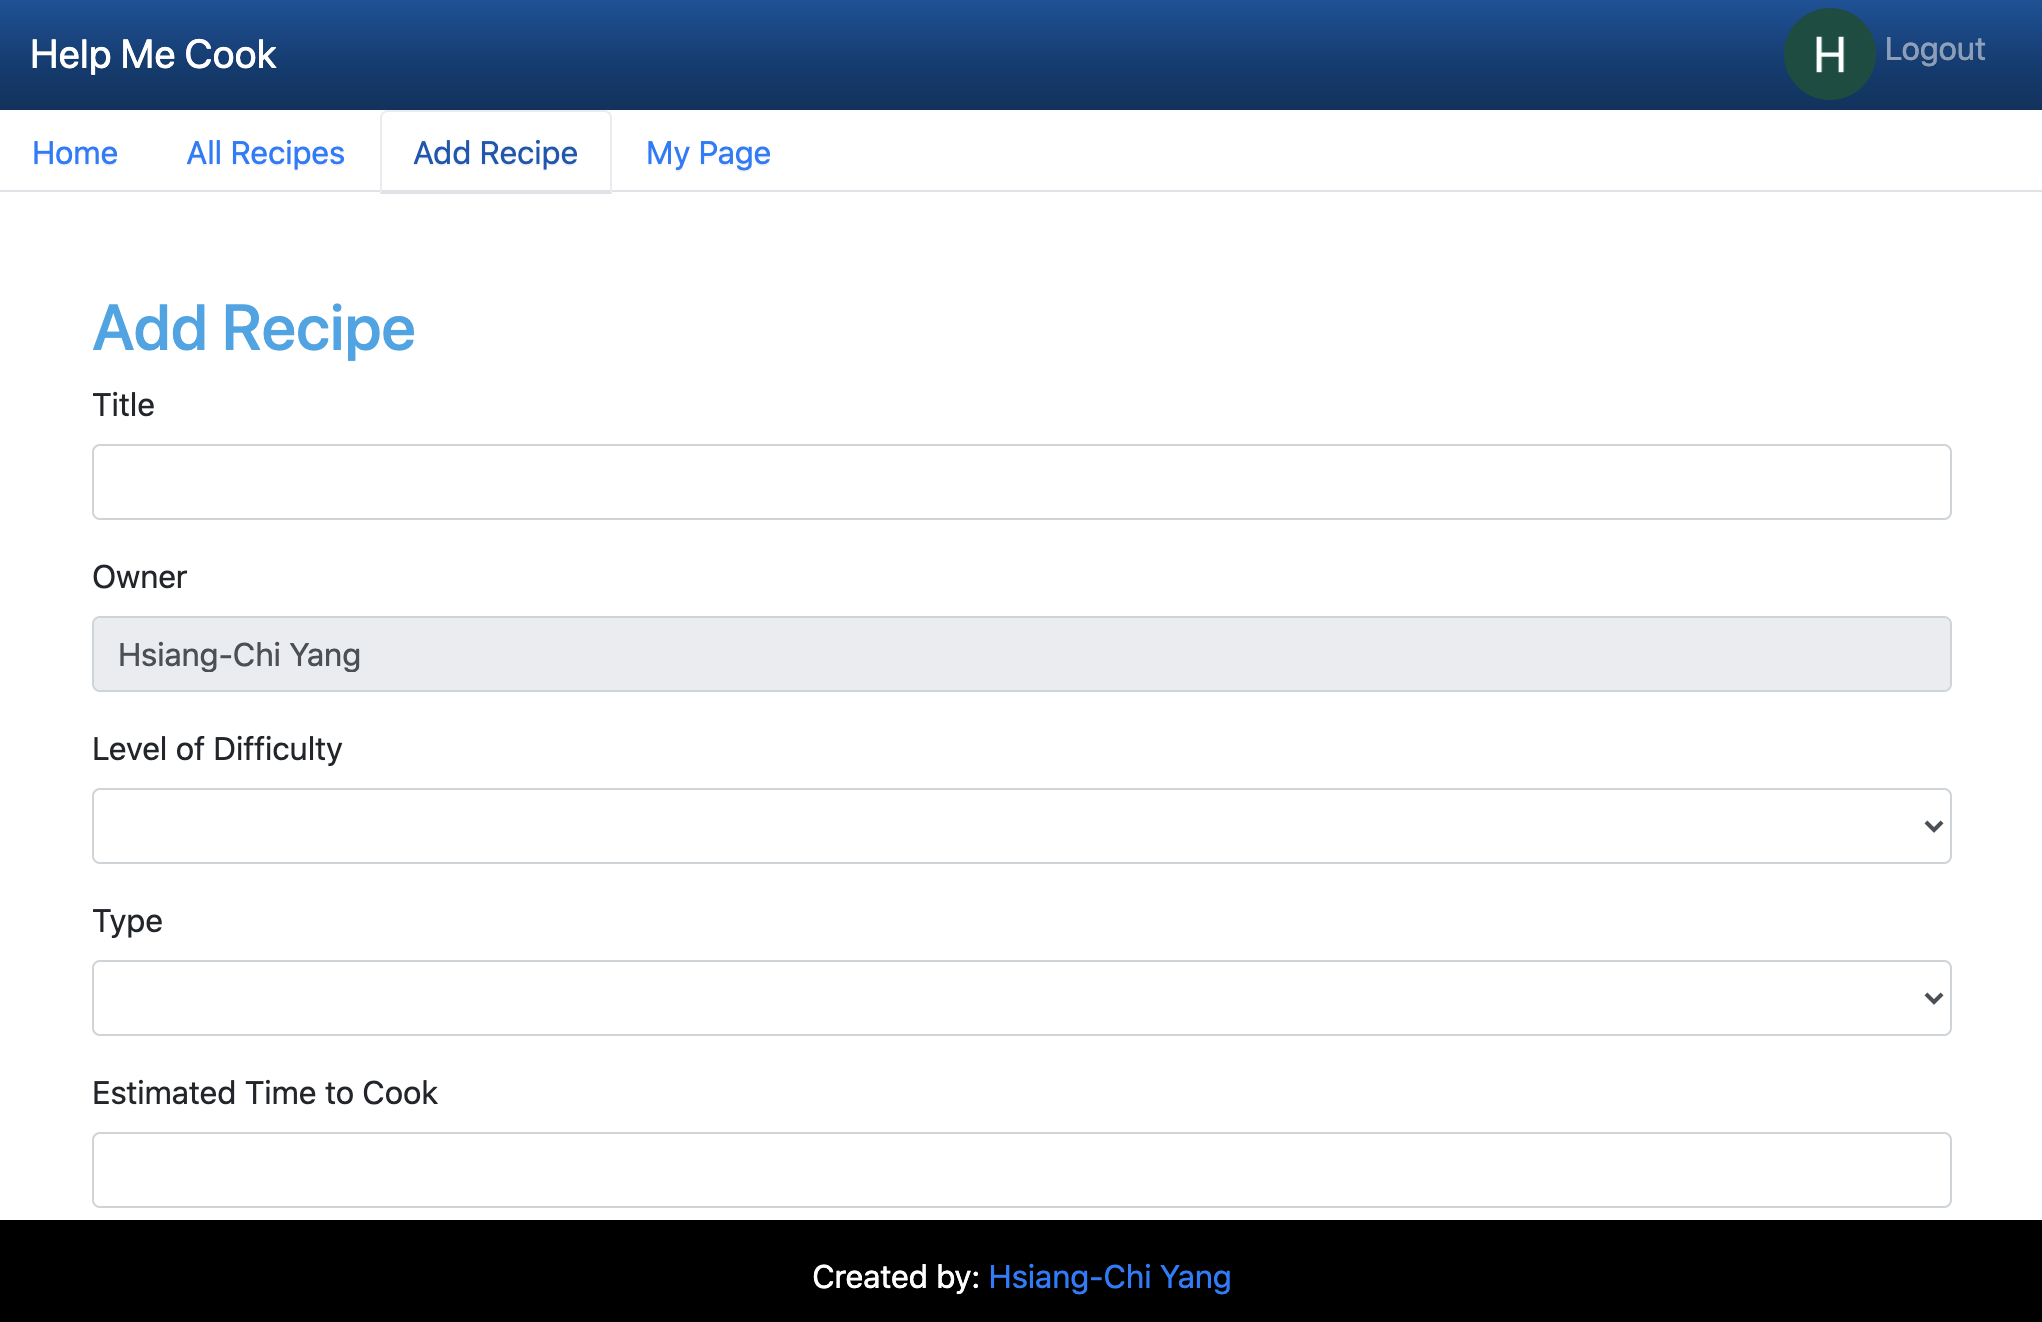 Help Me Cook
H Logout
Home All Recipes Add Recipe My Page
Add Recipe
Title
Owner
Hsiang-Chi Yang
Level of Difficulty
Type
Estimated Time to Cook
Created by: Hsiang-Chi Yang